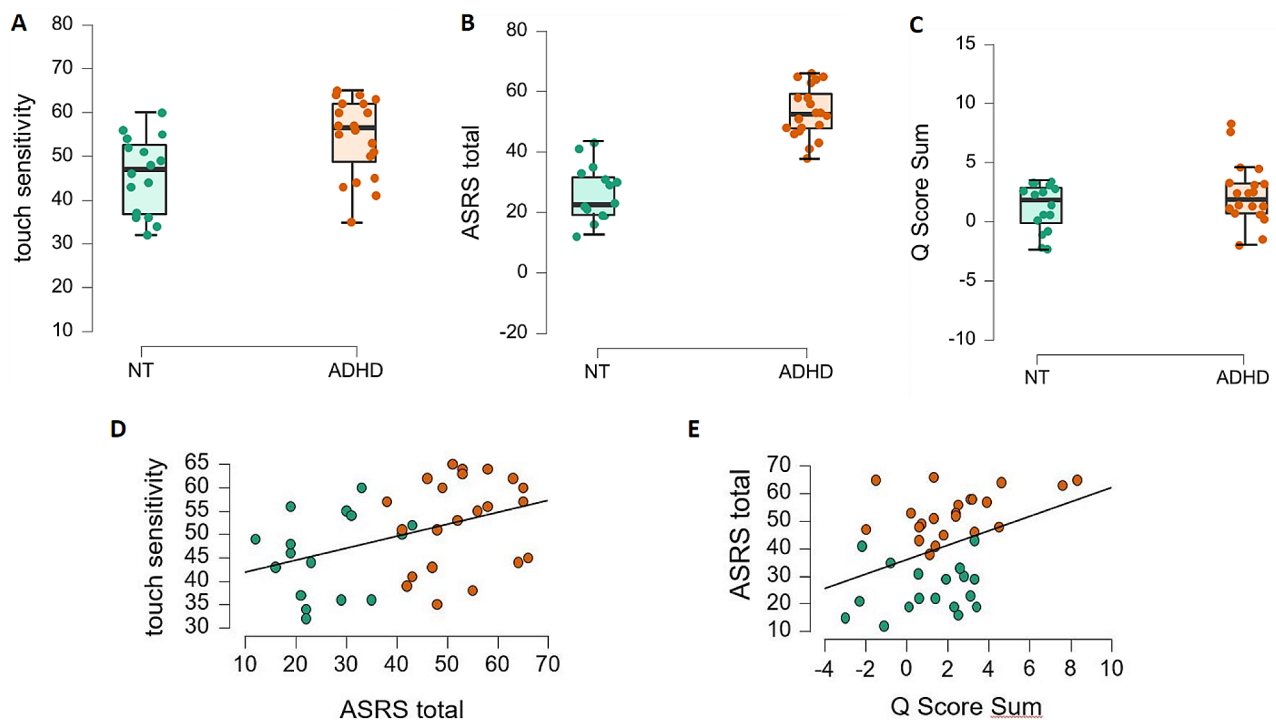 A
80
70
60
50
40
30
20
10
touch sensitivity
NT
ADHD
B
80
60
40
20
0
-20
ASRS total
NT
ADHD
C
15
10
5
0
-5
-10
Q Score Sum
NT
ADHD
D
65
60
55
50
45
40
35
30
touch sensitivity
10 20 30 40 50 60 70
ASRS total
E
70
60
50
40
30
20
10
ASRS total
-4 -2 0 2 4 6 8 10
Q Score Sum